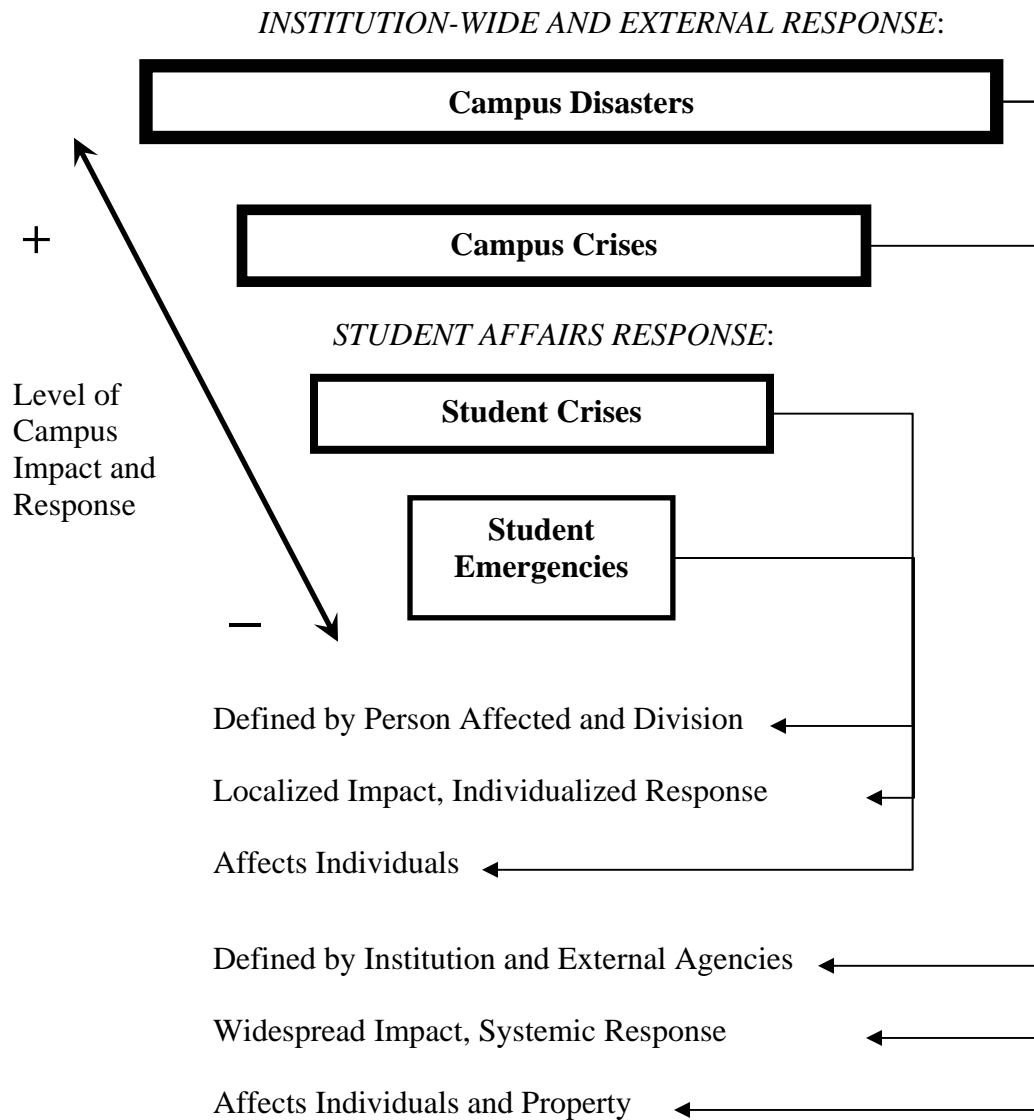 INSTITUTION-WIDE AND EXTERNAL RESPONSE:
Campus Disasters
+
Campus Crises
STUDENT AFFAIRS RESPONSE:
Level of
Campus
Impact and
Response
Student Crises
Student
Emergencies
–
Defined by Person Affected and Division
Localized Impact, Individualized Response
Affects Individuals
Defined by Institution and External Agencies
Widespread Impact, Systemic Response
Affects Individuals and Property